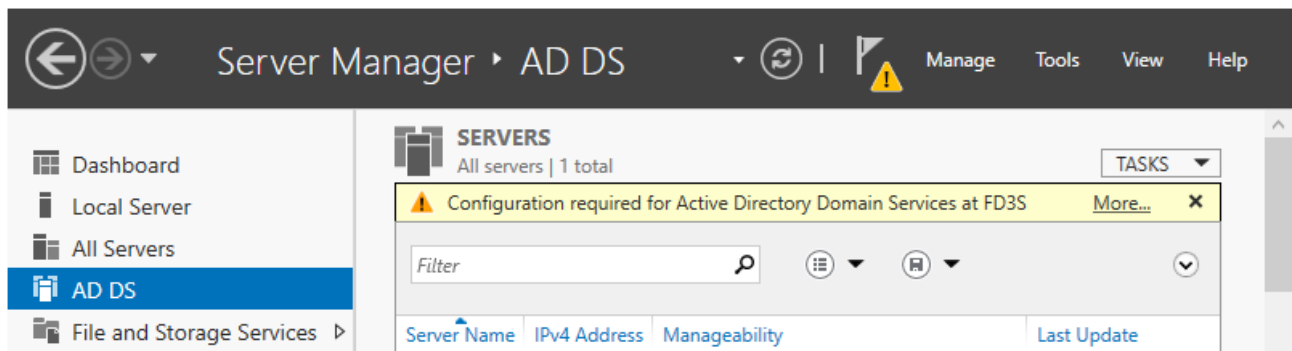 Server Manager ‣ AD DS
Manage Tools View Help
Dashboard
Local Server
All Servers
AD DS
File and Storage Services
SERVERS
All servers | 1 total
TASKS
Configuration required for Active Directory Domain Services at FD3S More...
Filter
Server Name IPv4 Address Manageability Last Update